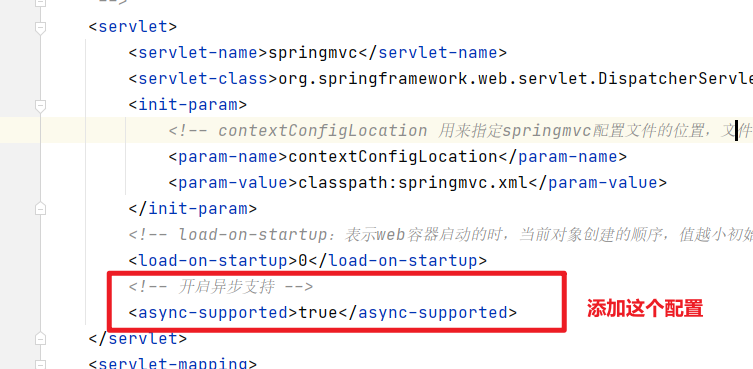 -->
<servlet>
<servlet-name>springmvc</servlet-name>
<servlet-class>org.springframework.web.servlet.DispatcherServl
<init-param>
<!-- contextConfigLocation 用来指定springmvc配置文件的位置，文件
<param-name>contextConfigLocation</param-name>
<param-value>classpath:springmvc.xml</param-value>
</init-param>
<!-- load-on-startup：表示web容器启动的时，当前对象创建的顺序，值越小初始
<load-on-startup>0</load-on-startup>
<!-- 开启异步支持 -->
<async-supported>true</async-supported>
添加这个配置
</servlet>
<servlet-mapping>